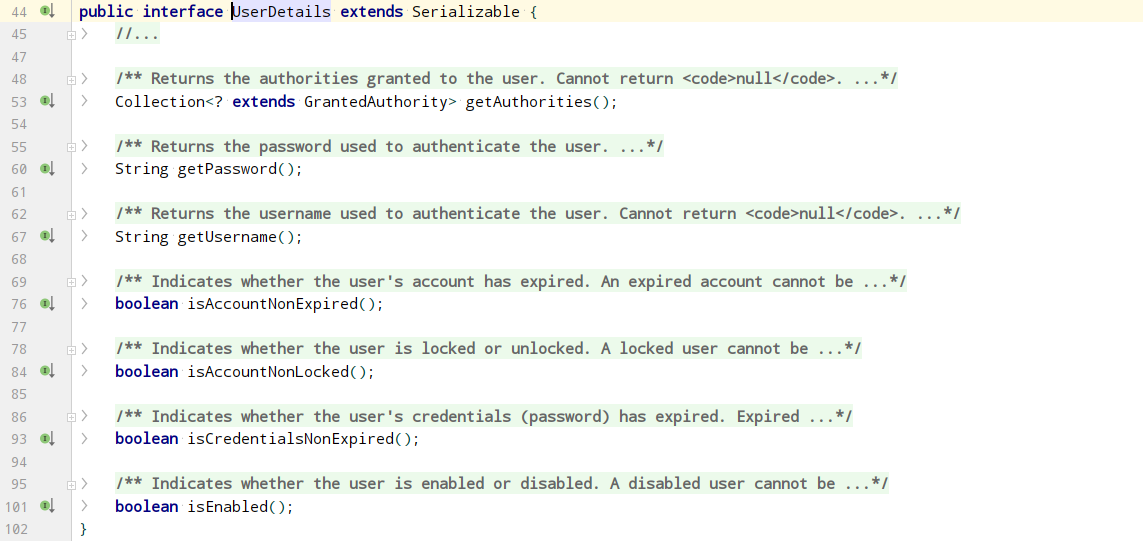 44 public interface UserDetails extends Serializable {
45 //...
47
48 /** Returns the authorities granted to the user. Cannot return <code>null</code>. ...*/
53 Collection<? extends GrantedAuthority> getAuthorities();
54
55 /** Returns the password used to authenticate the user. ...*/
60 String getPassword();
61
62 /** Returns the username used to authenticate the user. Cannot return <code>null</code>. ...*/
67 String getUsername();
68
69 /** Indicates whether the user's account has expired. An expired account cannot be ...*/
76 boolean isAccountNonExpired();
77
78 /** Indicates whether the user is locked or unlocked. A locked user cannot be ...*/
84 boolean isAccountNonLocked();
85
86 /** Indicates whether the user's credentials (password) has expired. Expired ...*/
93 boolean isCredentialsNonExpired();
94
95 /** Indicates whether the user is enabled or disabled. A disabled user cannot be ...*/
101 boolean isEnabled();
102 }